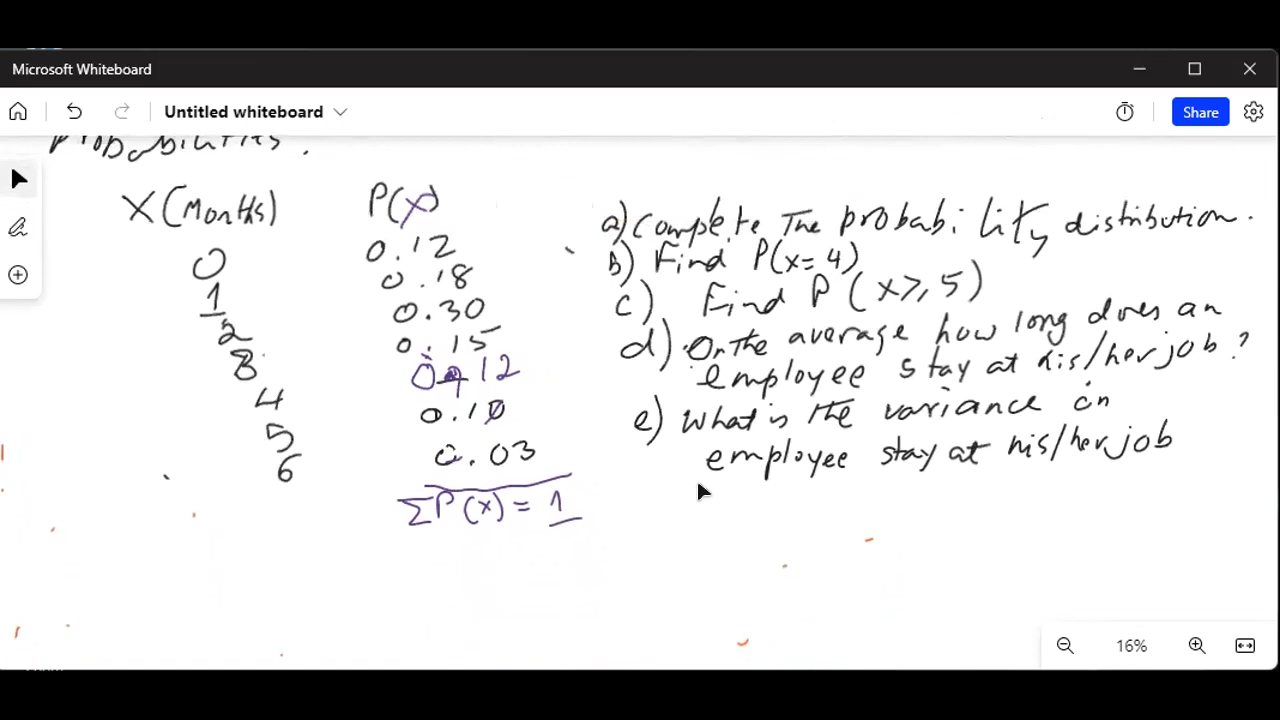 Microsoft Whiteboard
Untitled whiteboard
Share
Probabilities.
X(Months) P(x)
0 0.12
1 0.18
2 0.30
3 0.15
4 0.12
5 0.10
6 0.03
ΣP(x) = 1
a) Complete The probability distribution.
b) Find P(x=4)
c) Find P(x≥5)
d) On the average how long does an
employee stay at his/her job?
e) What is the variance in
employee stay at his/her job
16%